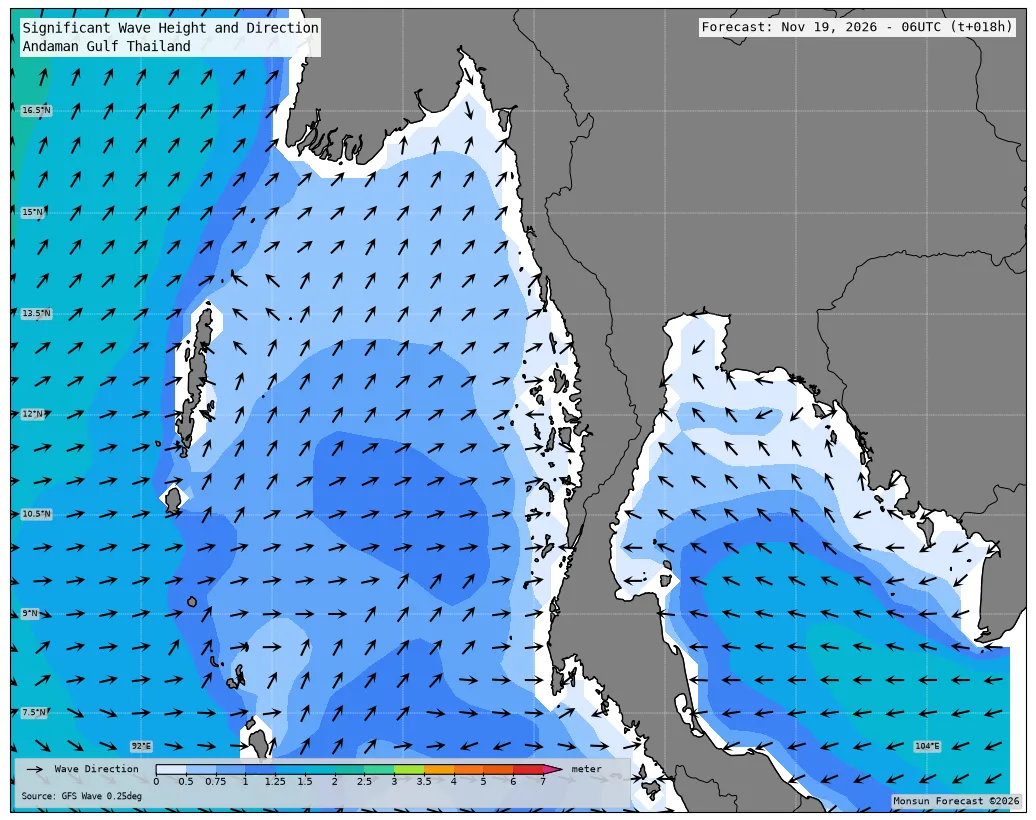 Significant Wave Height and Direction
Andaman Gulf Thailand
Forecast: Nov 19, 2026 - 06UTC (t+018h)
16.5°N
15°N
13.5°N
12°N
10.5°N
9°N
7.5°N
92°E
104°E
Wave Direction
0.5 0.75 1 1.25 1.5 2 2.5 3 3.5 4 5 6 7
meter
Source: GFS Wave 0.25deg
Monsun Forecast ©2026